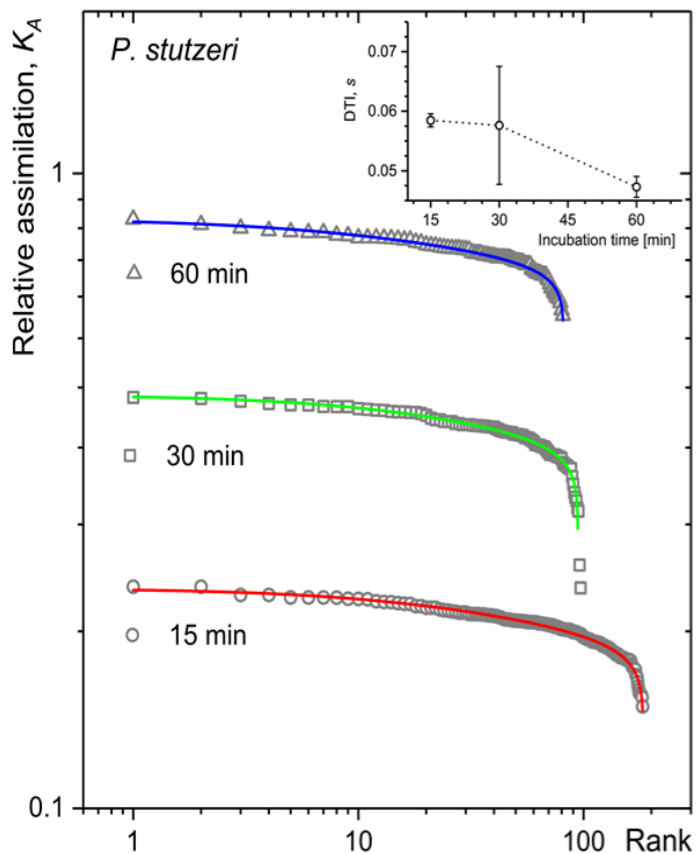 P. stutzeri
Relative assimilation, K_A
1
0.1
60 min
30 min
15 min
1
10
100
Rank
DTI, s
0.07
0.06
0.05
15
30
45
60
Incubation time [min]